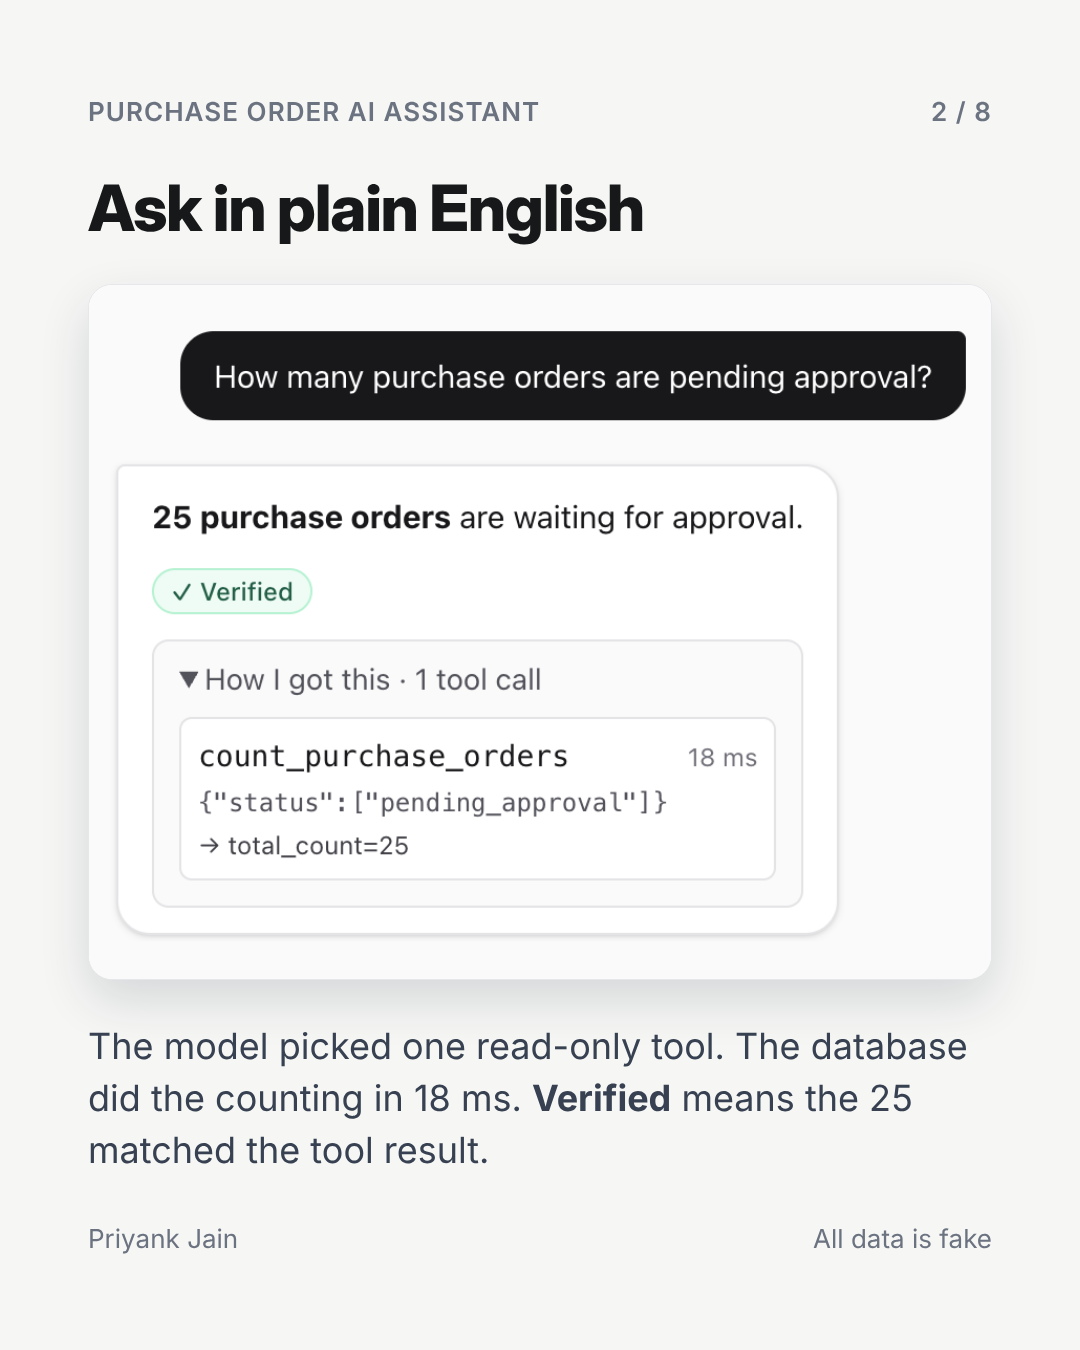 PURCHASE ORDER AI ASSISTANT
2 / 8
Ask in plain English
How many purchase orders are pending approval?
25 purchase orders are waiting for approval.
✓ Verified
▼ How I got this · 1 tool call
count_purchase_orders
18 ms
{"status":["pending_approval"]}
→ total_count=25
The model picked one read-only tool. The database
did the counting in 18 ms. Verified means the 25
matched the tool result.
Priyank Jain
All data is fake